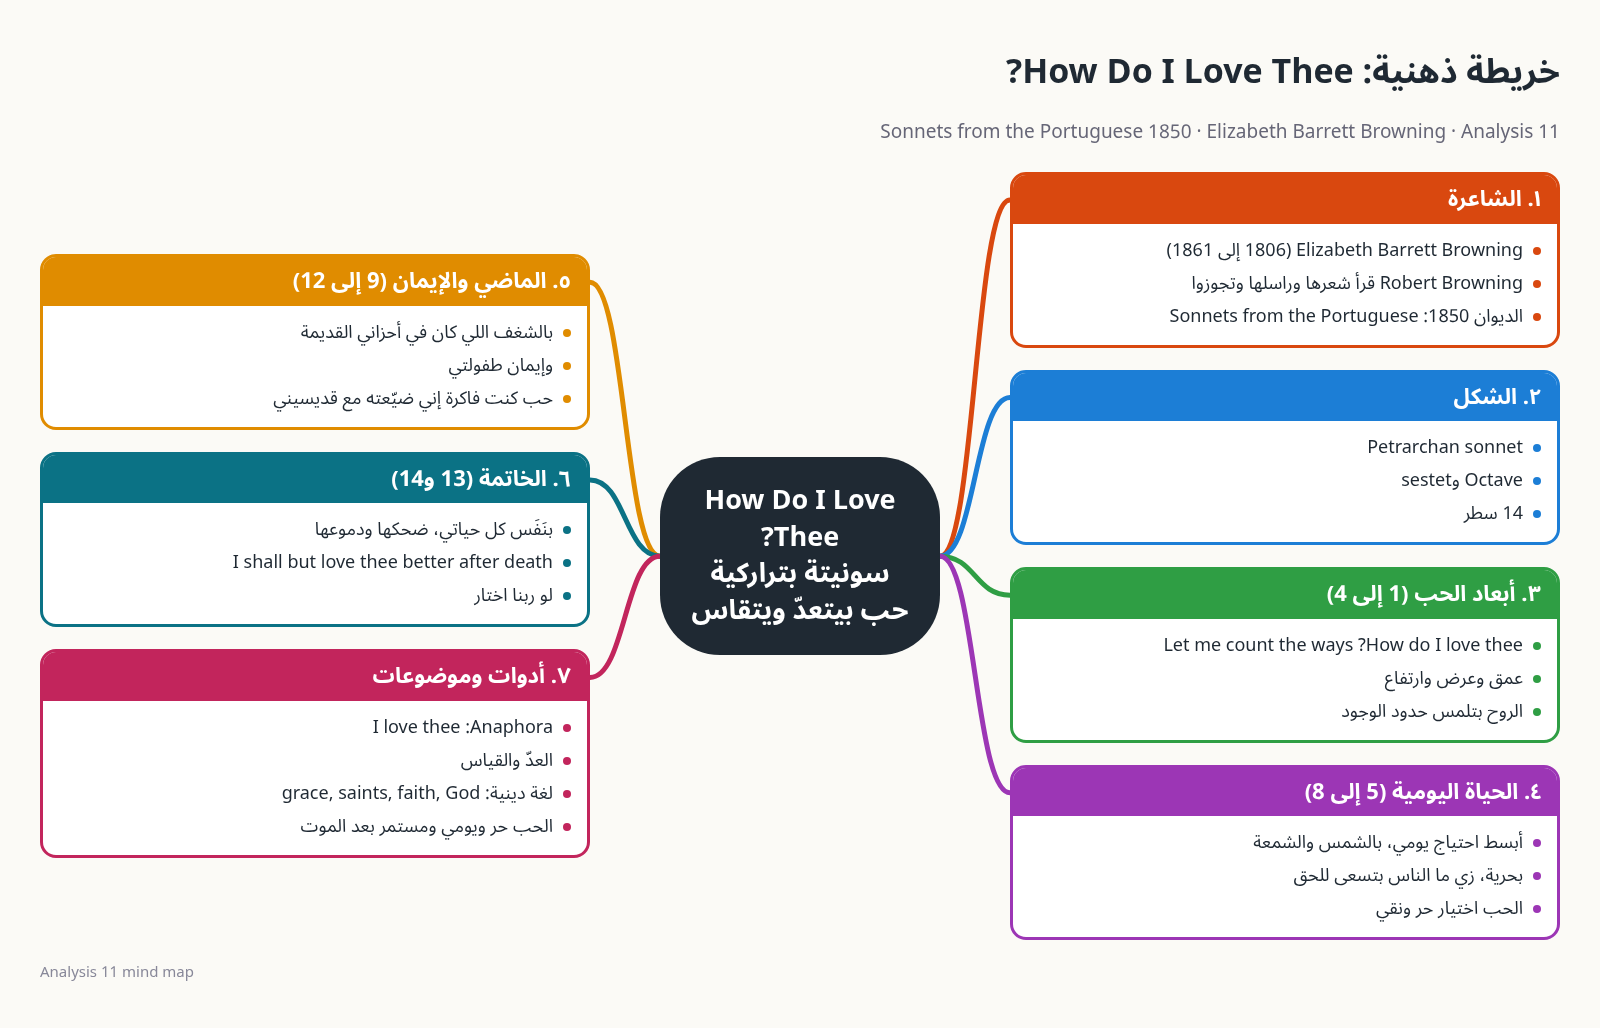 خريطة ذهنية: How Do I Love Thee?
Sonnets from the Portuguese 1850 · Elizabeth Barrett Browning · Analysis 11
١. الشاعرة
Elizabeth Barrett Browning (1806 إلى 1861)
Robert Browning قرأ شعرها وراسلها وتجوزوا
الديوان 1850: Sonnets from the Portuguese
٢. الشكل
Petrarchan sonnet
Octave وsestet
14 سطر
٣. أبعاد الحب (1 إلى 4)
How do I love thee? Let me count the ways
عمق وعرض وارتفاع
الروح بتلمس حدود الوجود
٤. الحياة اليومية (5 إلى 8)
أبسط احتياج يومي، بالشمس والشمعة
بحرية، زي ما الناس بتسعى للحق
الحب اختيار حر ونقي
How Do I Love
Thee?
سونيتة بتراركية
حب بيتعدّ ويتقاس
٥. الماضي والإيمان (9 إلى 12)
بالشغف اللي كان في أحزاني القديمة
وإيمان طفولتي
حب كنت فاكرة إني ضيّعته مع قديسيني
٦. الخاتمة (13 و14)
بنَفَس كل حياتي، ضحكها ودموعها
I shall but love thee better after death
لو ربنا اختار
٧. أدوات وموضوعات
Anaphora: I love thee
العدّ والقياس
لغة دينية: grace, saints, faith, God
الحب حر ويومي ومستمر بعد الموت
Analysis 11 mind map